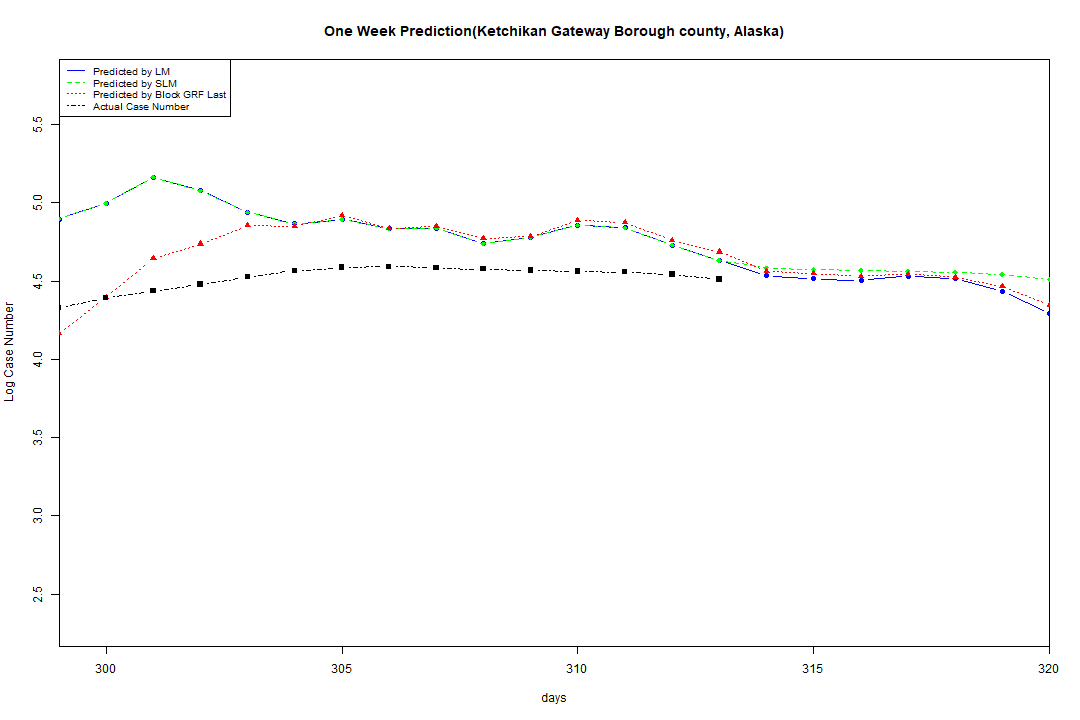 One Week Prediction(Ketchikan Gateway Borough county, Alaska)
Predicted by LM
Predicted by SLM
Predicted by Block GRF Last
Actual Case Number
5.5
5.0
4.5
4.0
3.5
3.0
2.5
Log Case Number
300 305 310 315 320
days